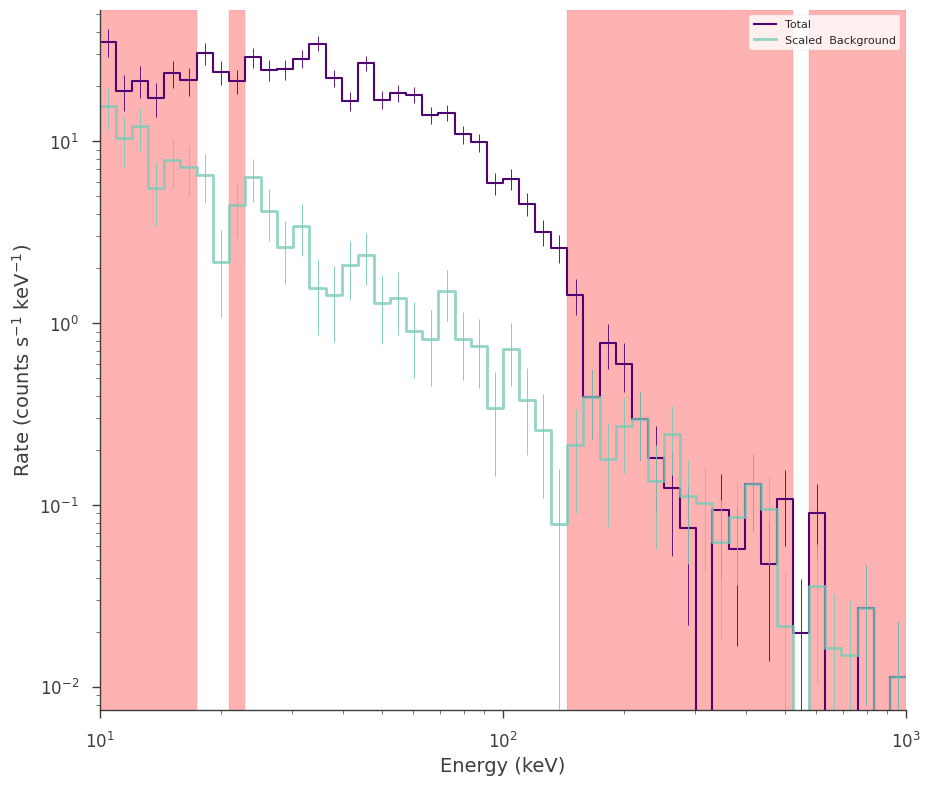 Total
Scaled  Background
Rate (counts s⁻¹ keV⁻¹)
10¹
10⁰
10⁻¹
10⁻²
10¹ 10² 10³
Energy (keV)